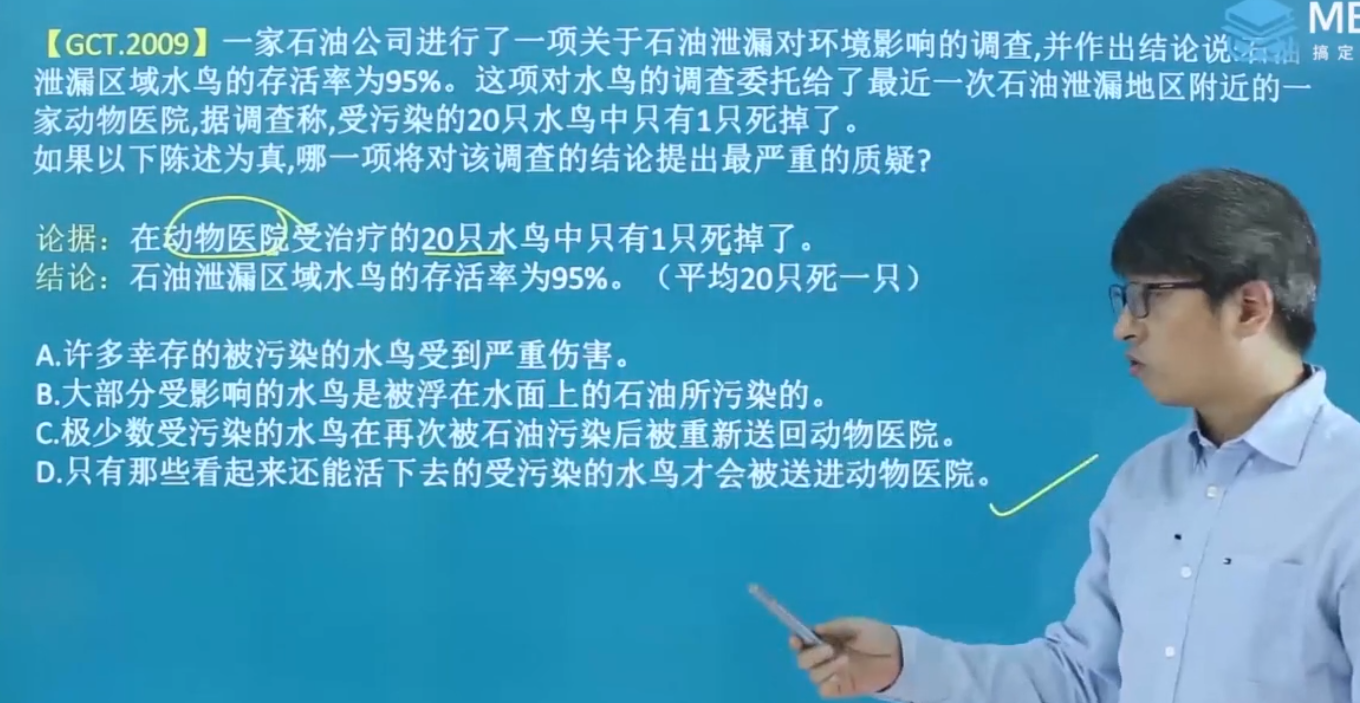 ME
搞定
【GCT.2009】一家石油公司进行了一项关于石油泄漏对环境影响的调查,并作出结论说:石油
泄漏区域水鸟的存活率为95%。这项对水鸟的调查委托给了最近一次石油泄漏地区附近的一
家动物医院,据调查称,受污染的20只水鸟中只有1只死掉了。
如果以下陈述为真,哪一项将对该调查的结论提出最严重的质疑?
论据：在动物医院受治疗的20只水鸟中只有1只死掉了。
结论：石油泄漏区域水鸟的存活率为95%。（平均20只死一只）
A.许多幸存的被污染的水鸟受到严重伤害。
B.大部分受影响的水鸟是被浮在水面上的石油所污染的。
C.极少数受污染的水鸟在再次被石油污染后被重新送回动物医院。
D.只有那些看起来还能活下去的受污染的水鸟才会被送进动物医院。